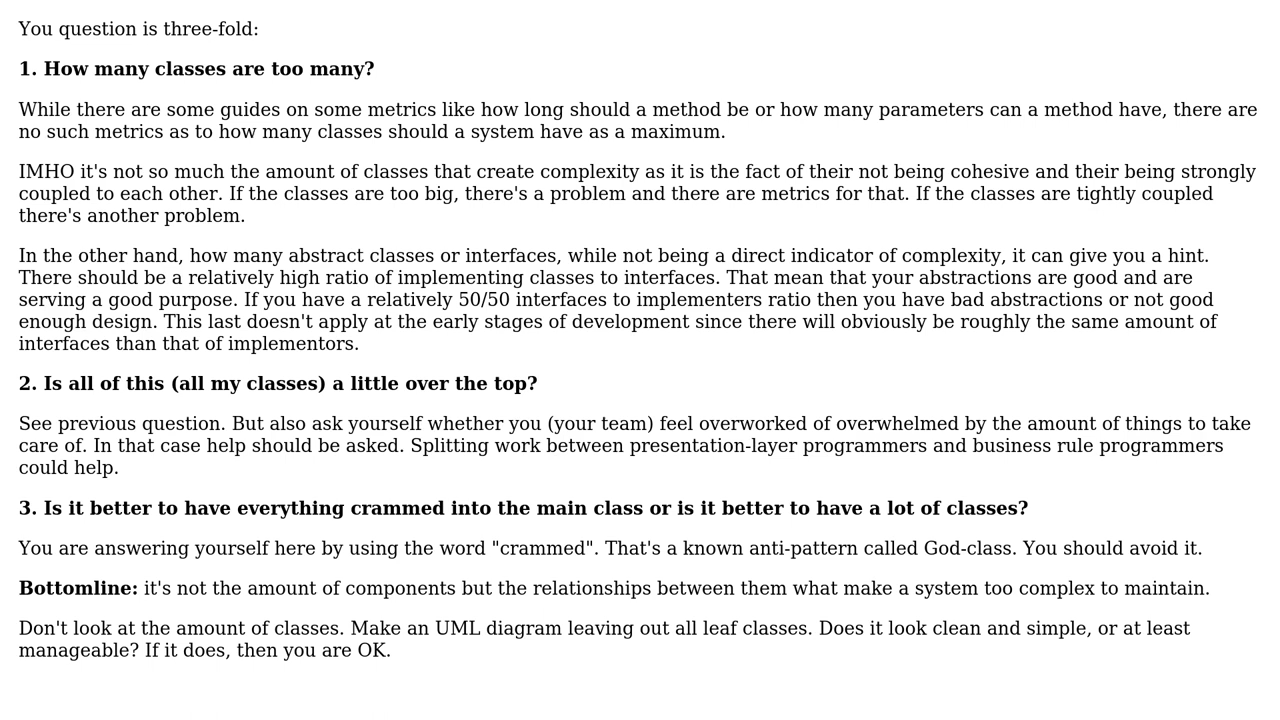 You question is three-fold:
1. How many classes are too many?
While there are some guides on some metrics like how long should a method be or how many parameters can a method have, there are
no such metrics as to how many classes should a system have as a maximum.
IMHO it's not so much the amount of classes that create complexity as it is the fact of their not being cohesive and their being strongly
coupled to each other. If the classes are too big, there's a problem and there are metrics for that. If the classes are tightly coupled
there's another problem.
In the other hand, how many abstract classes or interfaces, while not being a direct indicator of complexity, it can give you a hint.
There should be a relatively high ratio of implementing classes to interfaces. That mean that your abstractions are good and are
serving a good purpose. If you have a relatively 50/50 interfaces to implementers ratio then you have bad abstractions or not good
enough design. This last doesn't apply at the early stages of development since there will obviously be roughly the same amount of
interfaces than that of implementors.
2. Is all of this (all my classes) a little over the top?
See previous question. But also ask yourself whether you (your team) feel overworked of overwhelmed by the amount of things to take
care of. In that case help should be asked. Splitting work between presentation-layer programmers and business rule programmers
could help.
3. Is it better to have everything crammed into the main class or is it better to have a lot of classes?
You are answering yourself here by using the word "crammed". That's a known anti-pattern called God-class. You should avoid it.
Bottomline: it's not the amount of components but the relationships between them what make a system too complex to maintain.
Don't look at the amount of classes. Make an UML diagram leaving out all leaf classes. Does it look clean and simple, or at least
manageable? If it does, then you are OK.